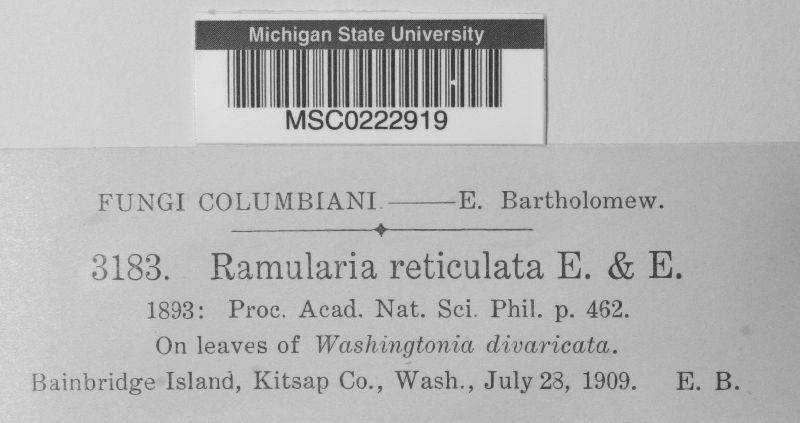 Michigan State University
MSC0222919
FUNGI COLUMBIANI.——E. Bartholomew.
3183. Ramularia reticulata E. & E.
1893: Proc. Acad. Nat. Sci. Phil. p. 462.
On leaves of Washingtonia divaricata.
Bainbridge Island, Kitsap Co., Wash., July 28, 1909. E. B.